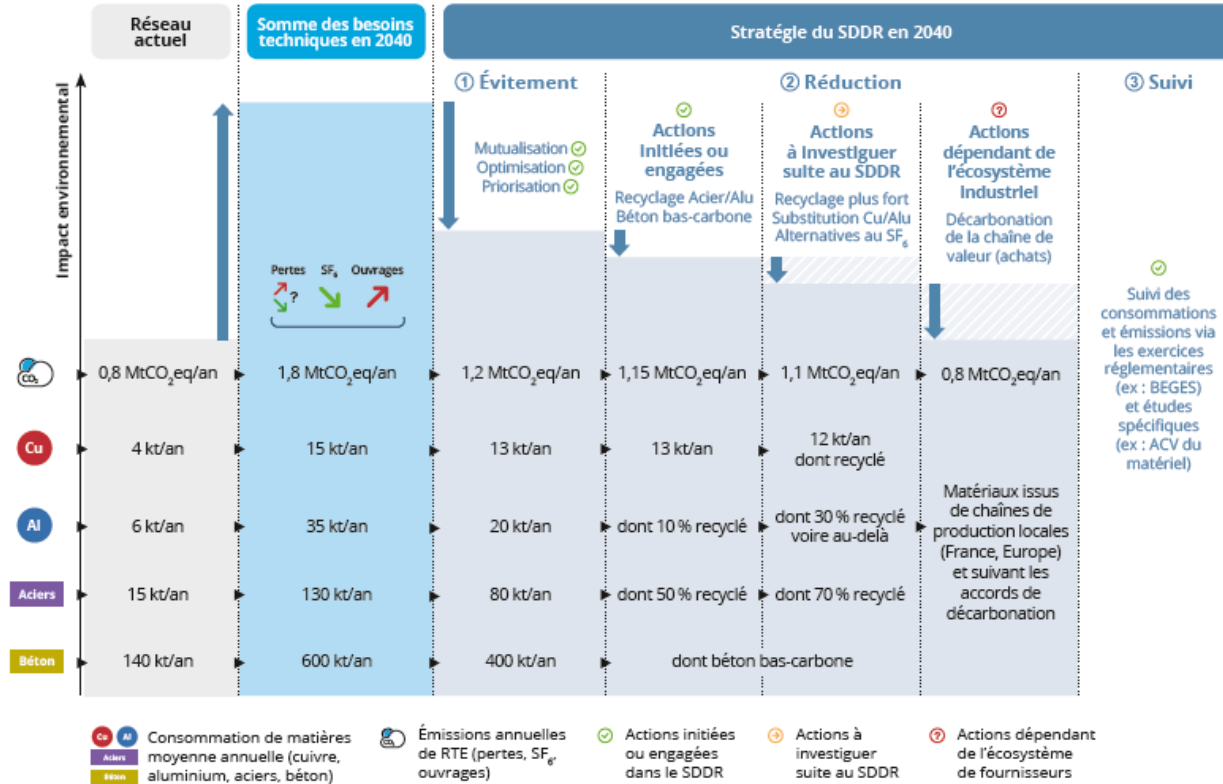 Réseau
actuel
Somme des besoins
techniques en 2040
Stratégie du SDDR en 2040
Impact environnemental
① Évitement
Mutualisation
Optimisation
Priorisation
② Réduction
Actions
initiées ou
engagées
Recyclage Acier/Alu
Béton bas-carbone
Actions
à investiguer
suite au SDDR
Recyclage plus fort
Substitution Cu/Alu
Alternatives au SF₆
Actions
dépendant de
l'écosystème
industriel
Décarbonation
de la chaîne de
valeur (achats)
③ Suivi
Suivi des
consommations
et émissions via
les exercices
réglementaires
(ex : BEGES)
et études
spécifiques
(ex : ACV du
matériel)
Pertes SF₆ Ouvrages
?
CO₂ 0,8 MtCO₂eq/an 1,8 MtCO₂eq/an 1,2 MtCO₂eq/an 1,15 MtCO₂eq/an 1,1 MtCO₂eq/an 0,8 MtCO₂eq/an
Cu 4 kt/an 15 kt/an 13 kt/an 13 kt/an 12 kt/an
dont recyclé
Al 6 kt/an 35 kt/an 20 kt/an dont 10 % recyclé dont 30 % recyclé
voire au-delà
Aciers 15 kt/an 130 kt/an 80 kt/an dont 50 % recyclé dont 70 % recyclé
Béton 140 kt/an 600 kt/an 400 kt/an dont béton bas-carbone
Matériaux issus
de chaînes de
production locales
(France, Europe)
et suivant les
accords de
décarbonation
Cu Al Aciers Béton
Consommation de matières
moyenne annuelle (cuivre,
aluminium, aciers, béton)
CO₂
Émissions annuelles
de RTE (pertes, SF₆,
ouvrages)
Actions initiées
ou engagées
dans le SDDR
Actions à
investiguer
suite au SDDR
? Actions dépendant
de l'écosystème
de fournisseurs